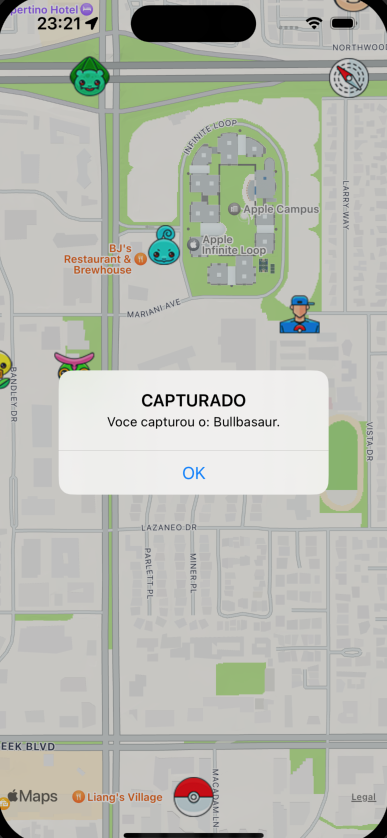 pertino Hotel
23:21
NORTHWOOD
INFINITE LOOP
LARRY WAY
Apple Campus
Apple
Infinite Loop
BJ's
Restaurant &
Brewhouse
MARIANI AVE
BANDLEY DR
CAPTURADO
Voce capturou o: Bullbasaur.
OK
VISTA DR
LAZANEO DR
PARLETT PL
MINER PL
EEK BLVD
Maps
Liang's Village
MACADAM LN
Legal